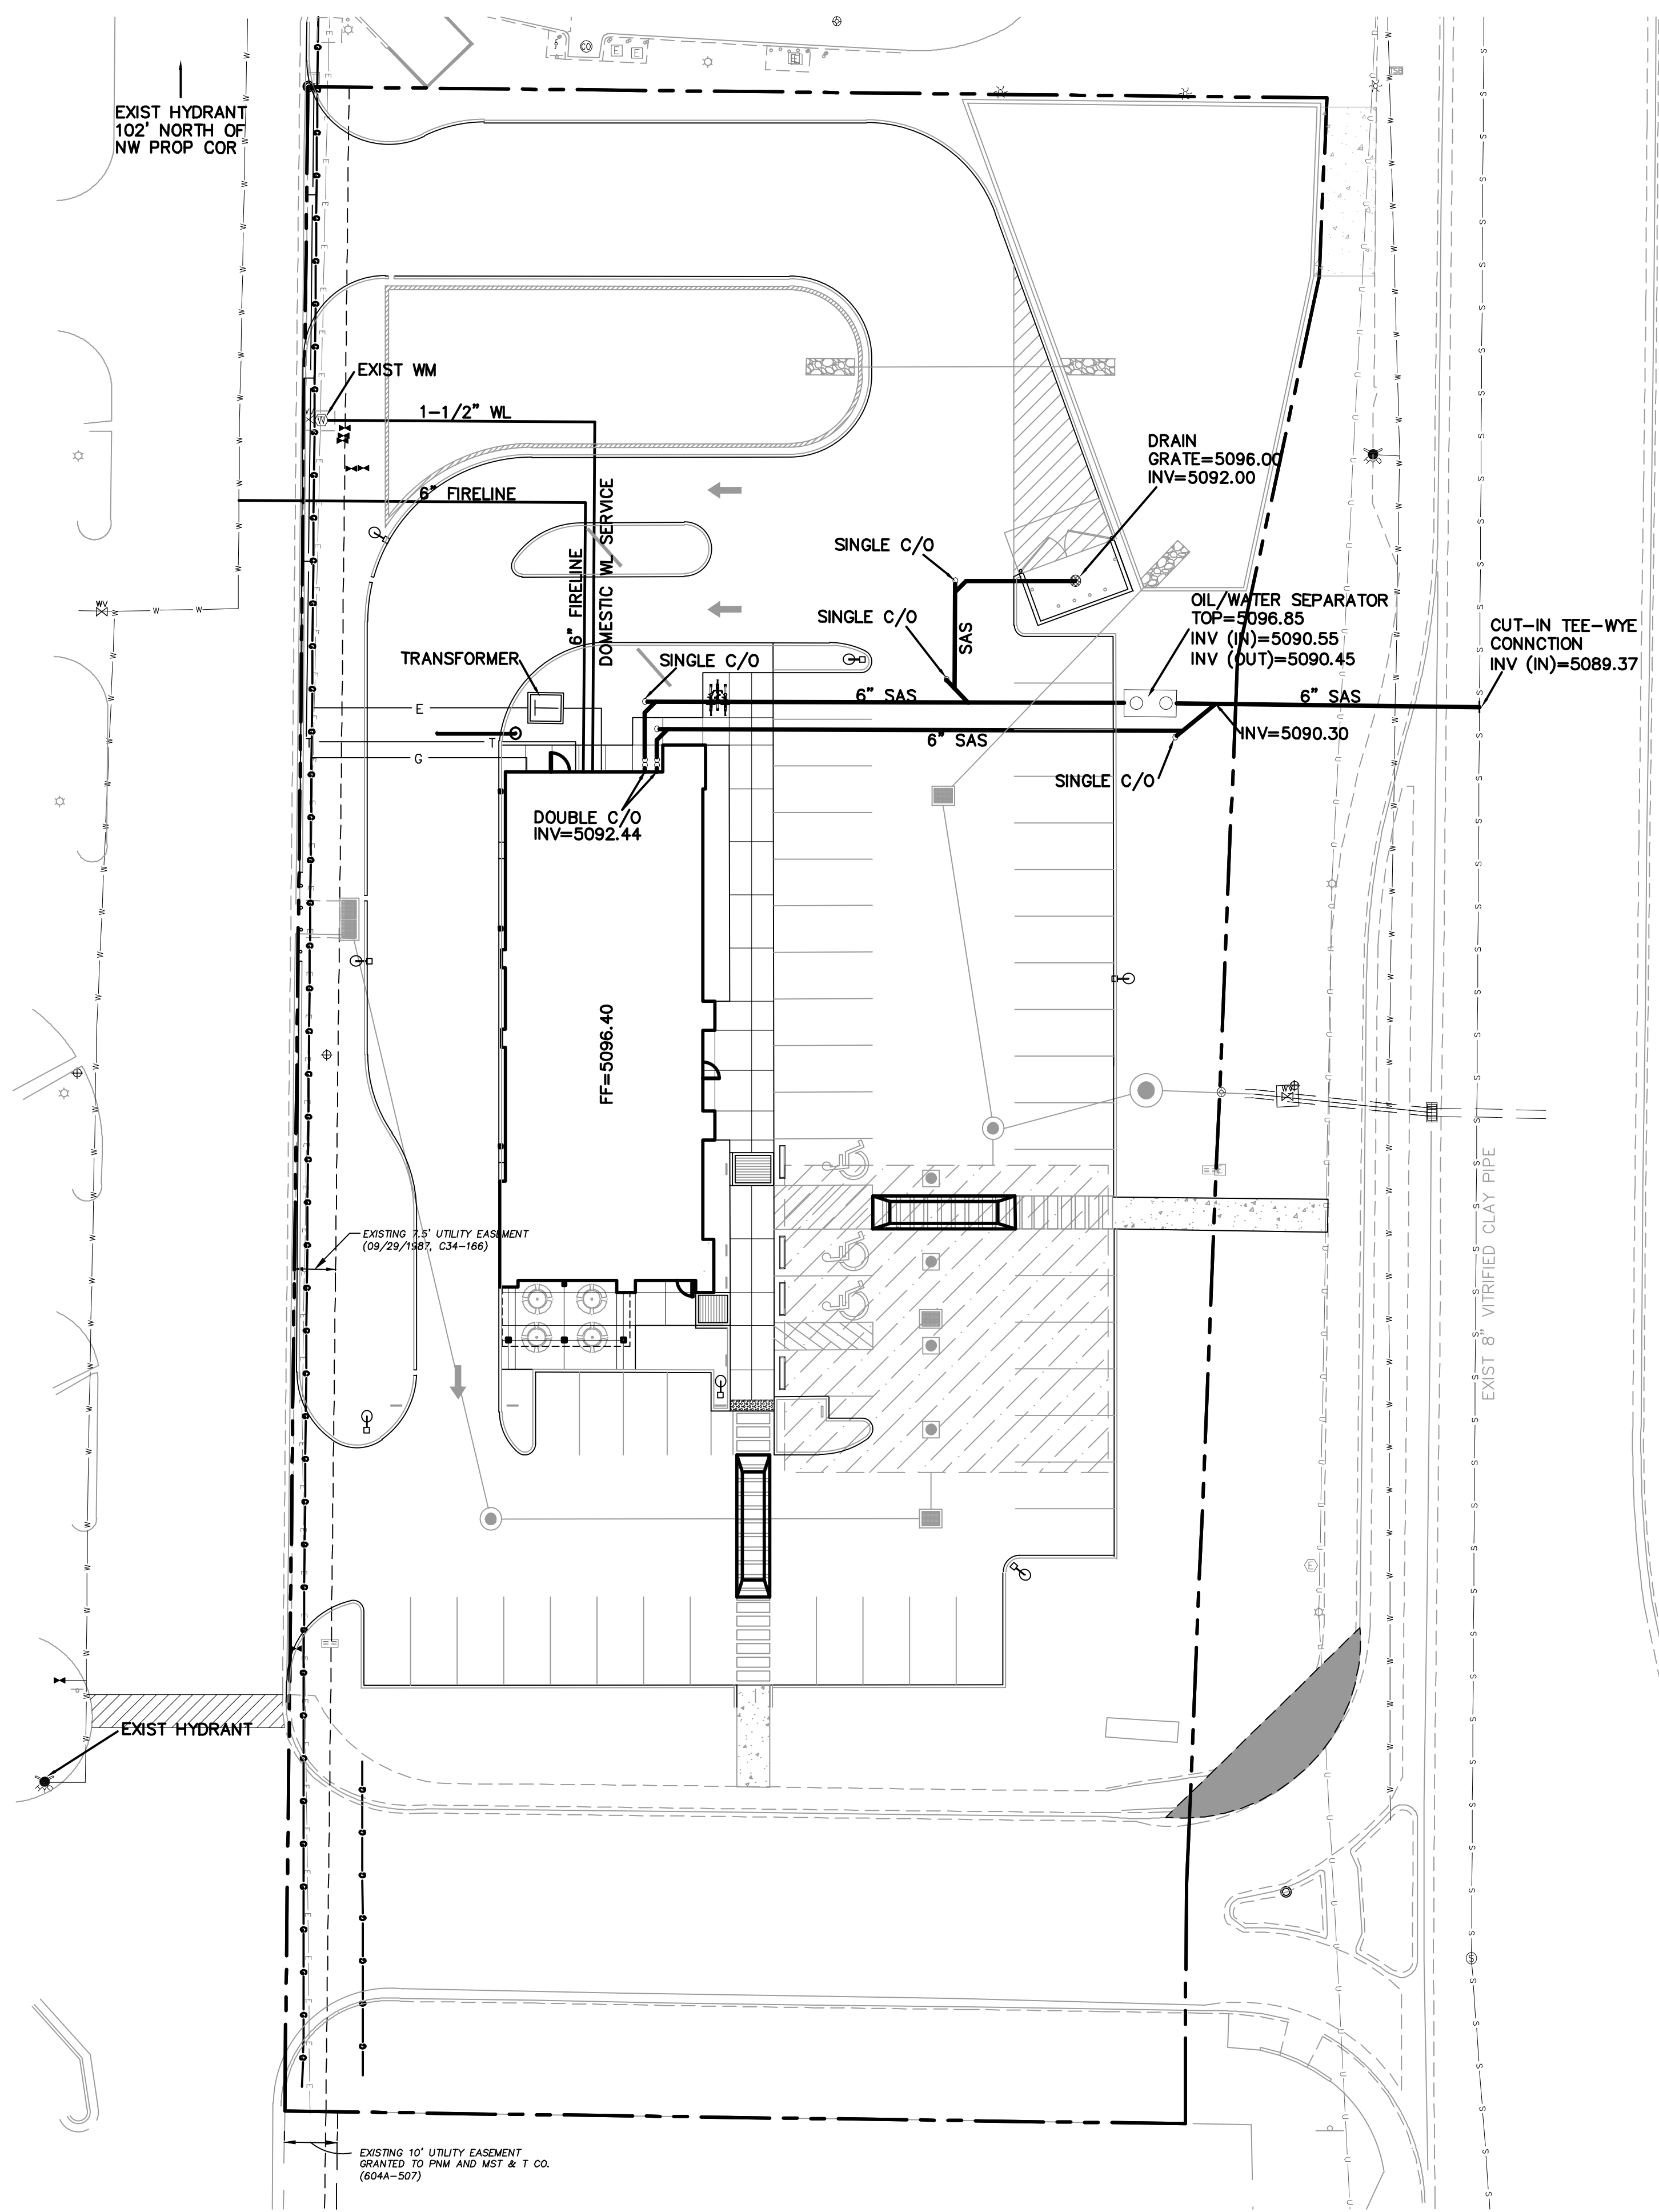 EXIST HYDRANT
102' NORTH OF
NW PROP COR
EXIST WM
1-1/2" WL
6" FIRELINE
6" FIRELINE
DOMESTIC WL SERVICE
DRAIN
GRATE=5096.00
INV=5092.00
SINGLE C/O
SINGLE C/O
SAS
OIL/WATER SEPARATOR
TOP=5096.85
INV (IN)=5090.55
INV (OUT)=5090.45
CUT-IN TEE-WYE
CONNCTION
INV (IN)=5089.37
TRANSFORMER
SINGLE C/O
6" SAS
6" SAS
6" SAS
INV=5090.30
SINGLE C/O
E
T
G
DOUBLE C/O
INV=5092.44
FF=5096.40
EXISTING 7.5' UTILITY EASEMENT
(09/29/1987, C34-166)
EXIST 8" VITRIFIED CLAY PIPE
EXIST HYDRANT
EXISTING 10' UTILITY EASEMENT
GRANTED TO PNM AND MST & T CO.
(604A-507)